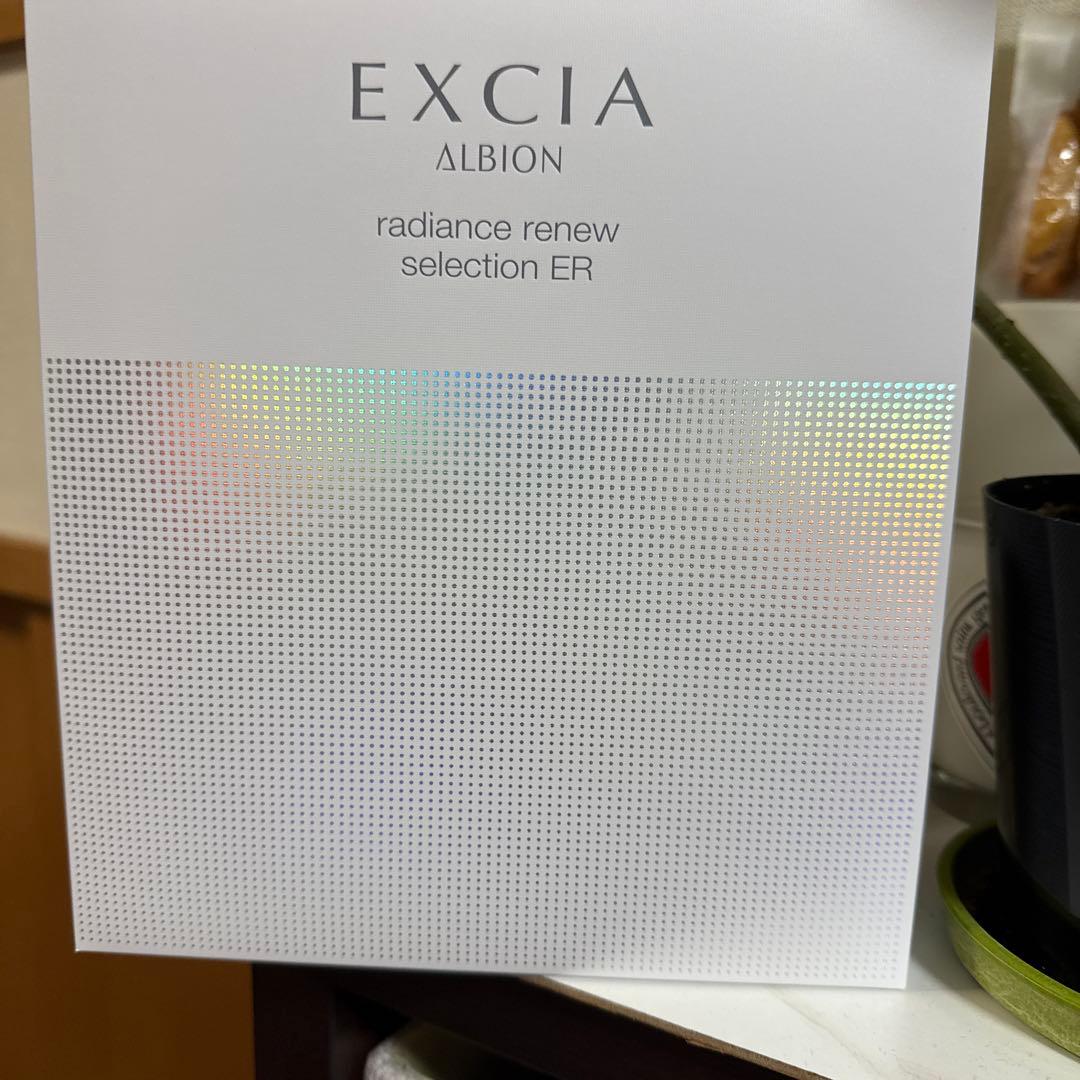 EXCIA
ALBION
radiance renew
selection ER